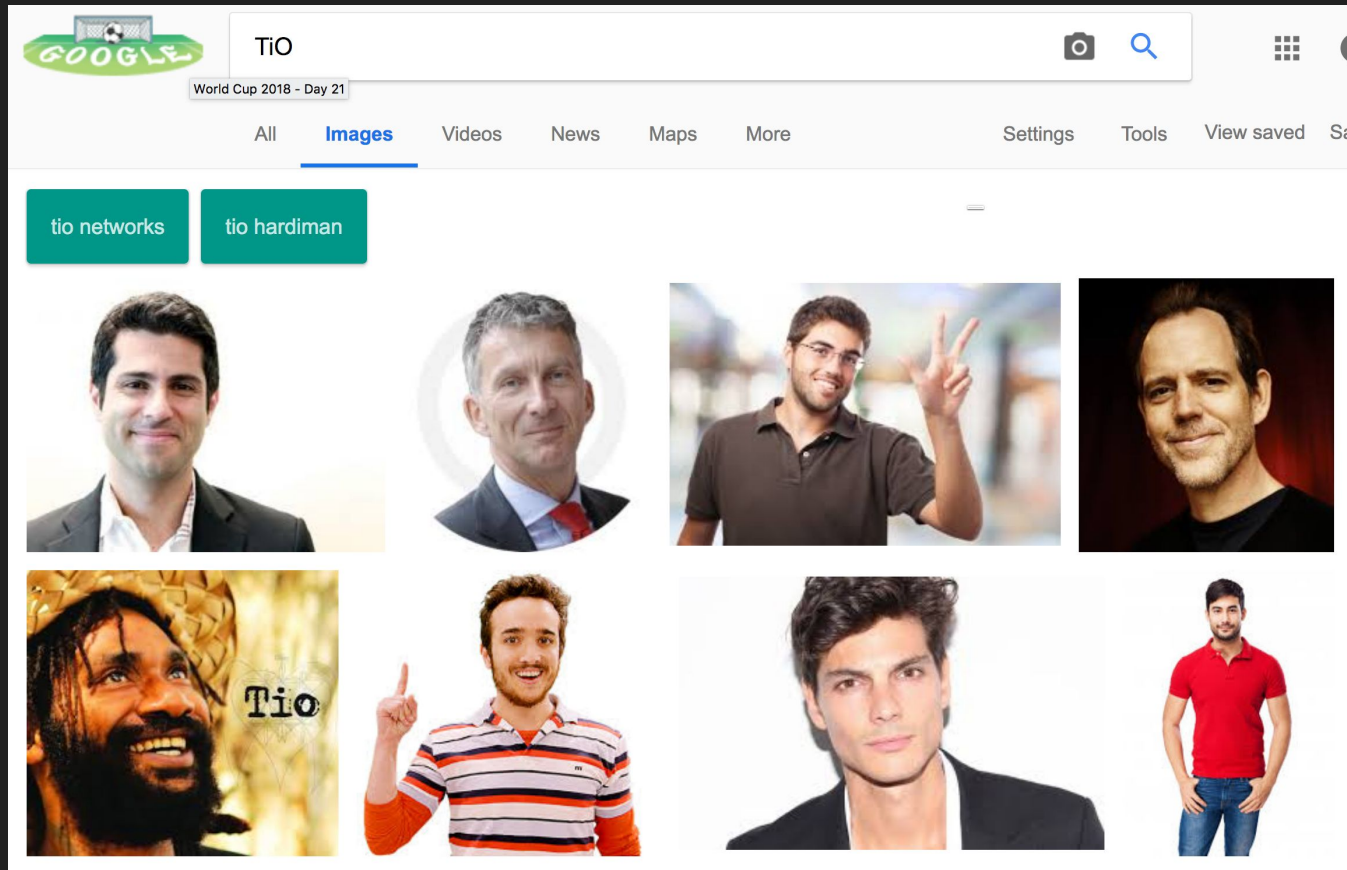 GOOGLE
TiO
World Cup 2018 - Day 21
All Images Videos News Maps More Settings Tools View saved
tio networks tio hardiman
Tio